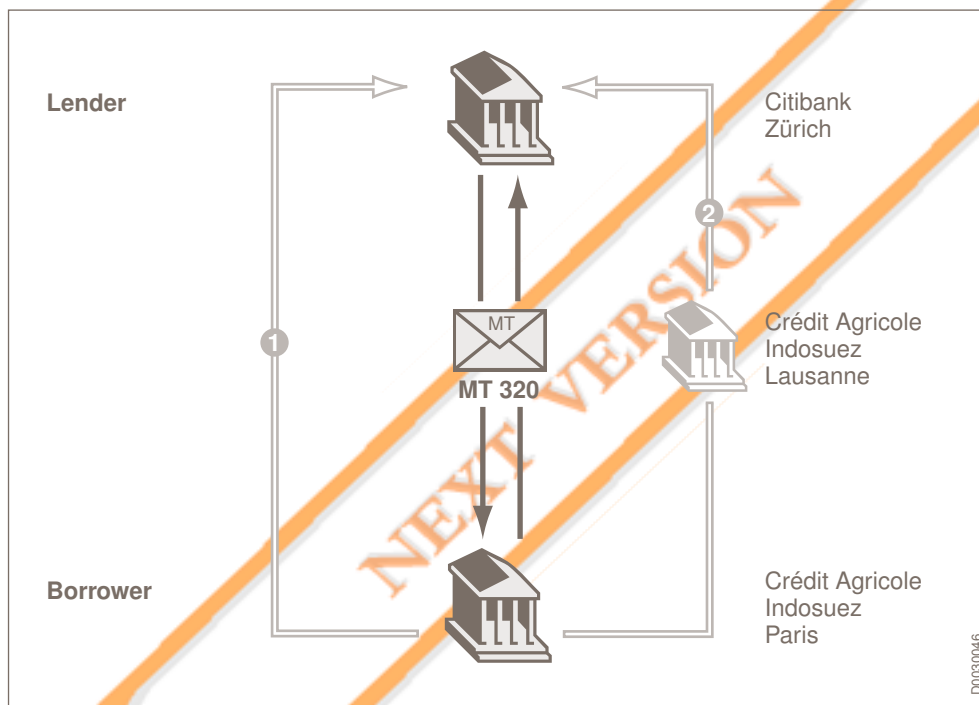 Lender
Citibank
Zürich
2
NEXT VERSION
MT
MT 320
1
Crédit Agricole
Indosuez
Lausanne
Borrower
Crédit Agricole
Indosuez
Paris
D0030046